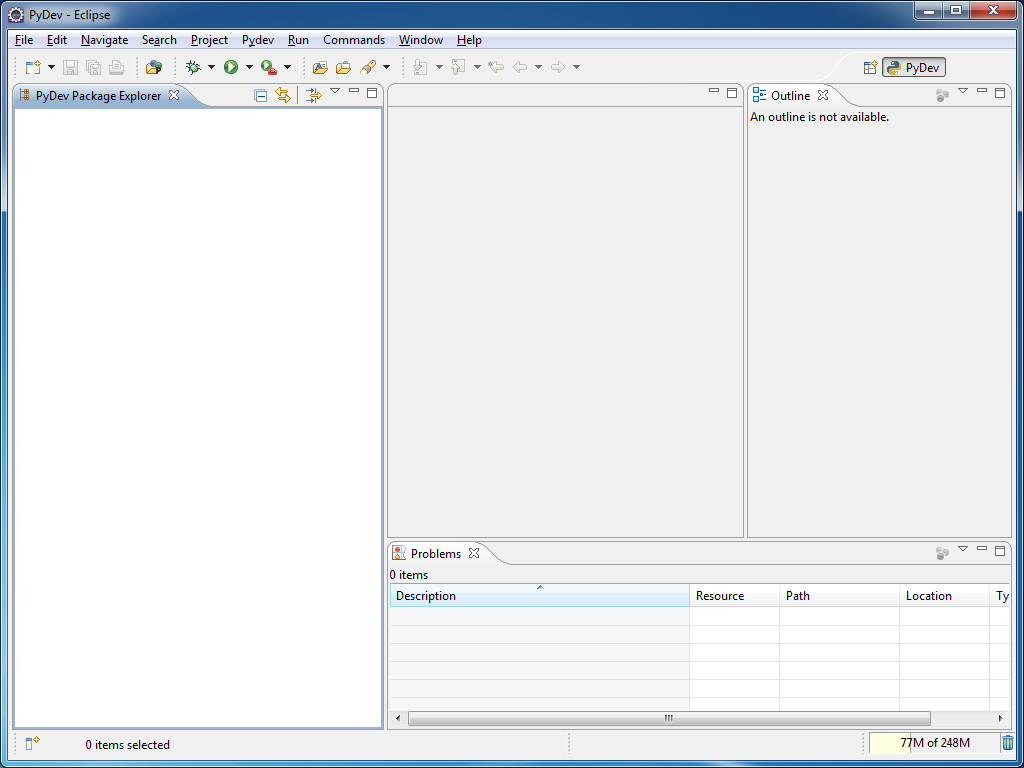 PyDev - Eclipse
File Edit Navigate Search Project Pydev Run Commands Window Help
PyDev
PyDev Package Explorer
Outline
An outline is not available.
Problems
0 items
Description Resource Path Location Ty
0 items selected
77M of 248M